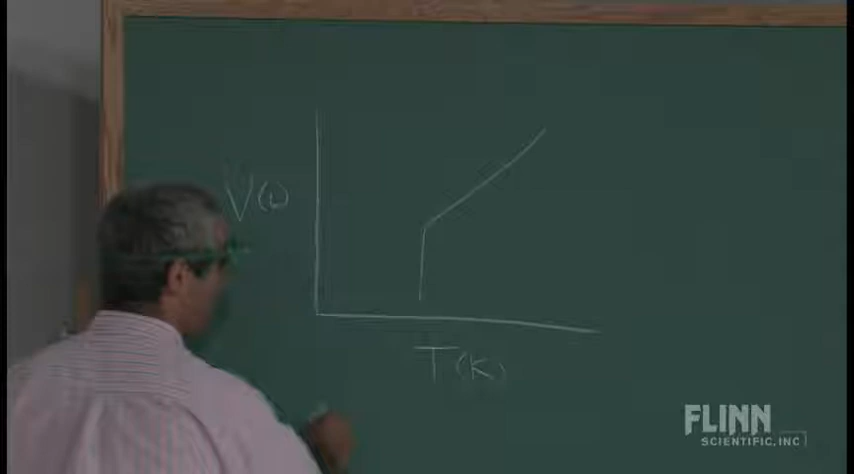 V(L)
T(K)
FLINN
SCIENTIFIC, INC